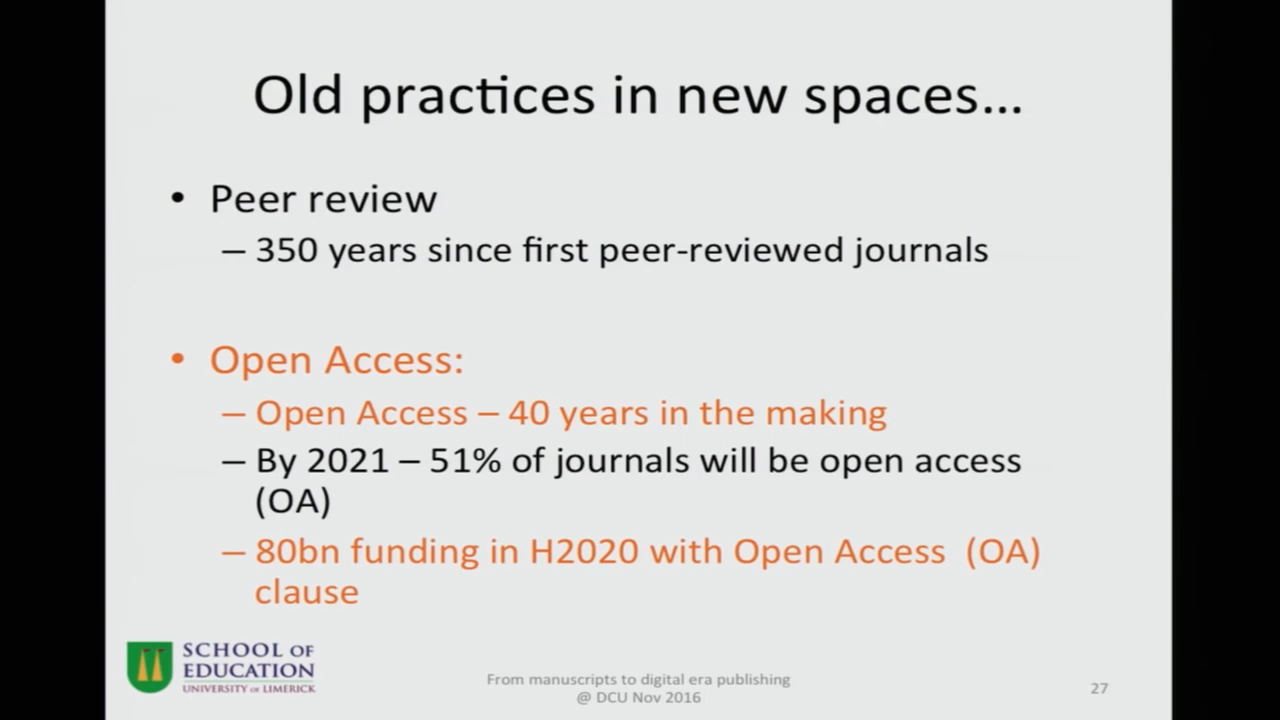 Old practices in new spaces...
• Peer review
– 350 years since first peer-reviewed journals
• Open Access:
– Open Access – 40 years in the making
– By 2021 – 51% of journals will be open access
(OA)
– 80bn funding in H2020 with Open Access (OA)
clause
SCHOOL OF
EDUCATION
UNIVERSITY of LIMERICK
From manuscripts to digital era publishing
@ DCU Nov 2016
27